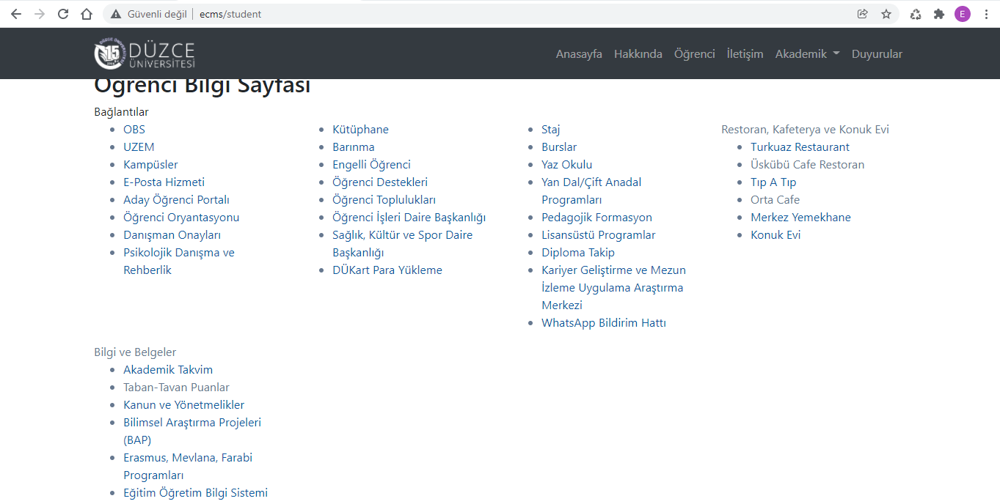 Güvenli değil
ecms/student
E
15
DÜZCE
ÜNİVERSİTESİ
Anasayfa
Hakkında
Öğrenci
İletişim
Akademik
Duyurular
Öğrenci Bilgi Sayfası
Bağlantılar
OBS
UZEM
Kampüsler
E-Posta Hizmeti
Aday Öğrenci Portalı
Öğrenci Oryantasyonu
Danışman Onayları
Psikolojik Danışma ve
Rehberlik
Kütüphane
Barınma
Engelli Öğrenci
Öğrenci Destekleri
Öğrenci Toplulukları
Öğrenci İşleri Daire Başkanlığı
Sağlık, Kültür ve Spor Daire
Başkanlığı
DÜKart Para Yükleme
Staj
Burslar
Yaz Okulu
Yan Dal/Çift Anadal
Programları
Pedagojik Formasyon
Lisansüstü Programlar
Diploma Takip
Kariyer Geliştirme ve Mezun
İzleme Uygulama Araştırma
Merkezi
WhatsApp Bildirim Hattı
Restoran, Kafeterya ve Konuk Evi
Turkuaz Restaurant
Üskübü Cafe Restoran
Tıp A Tıp
Orta Cafe
Merkez Yemekhane
Konuk Evi
Bilgi ve Belgeler
Akademik Takvim
Taban-Tavan Puanlar
Kanun ve Yönetmelikler
Bilimsel Araştırma Projeleri
(BAP)
Erasmus, Mevlana, Farabi
Programları
Eğitim Öğretim Bilgi Sistemi